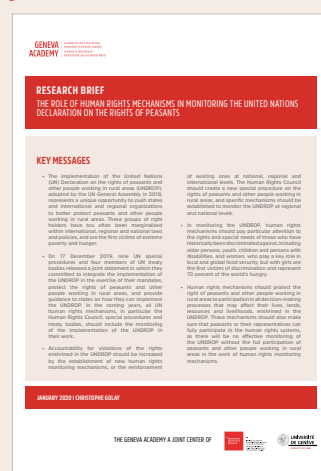 GENEVA
ACADEMY
RESEARCH BRIEF
THE ROLE OF HUMAN RIGHTS MECHANISMS IN MONITORING THE UNITED NATIONS
DECLARATION ON THE RIGHTS OF PEASANTS
KEY MESSAGES
• The implementation of the United Nations
(UN) Declaration on the rights of peasants and
other people working in rural areas (UNDROP),
adopted by the UN General Assembly in 2018,
represents a unique opportunity to push states
and international and regional organizations
to better protect peasants and other people
working in rural areas. These groups of right
holders have too often been marginalised
within international, regional and national laws
and policies, and are the first victims of extreme
poverty and hunger.
• On 17 December 2019, nine UN special
procedures and four members of UN treaty
bodies released a joint statement in which they
committed to integrate the implementation of
the UNDROP in the exercise of their mandates,
protect the rights of peasants and other
people working in rural areas, and provide
guidance to states on how they can implement
the UNDROP. In the coming years, all UN
human rights mechanisms, in particular the
Human Rights Council, special procedures and
treaty bodies, should include the monitoring
of the implementation of the UNDROP in
their work.
• Accountability for violations of the rights
enshrined in the UNDROP should be increased
by the establishment of new human rights
monitoring mechanisms, or the reinforcement
of existing ones at national, regional and
international levels. The Human Rights Council
should create a new special procedure on the
rights of peasants and other people working in
rural areas, and specific mechanisms should be
established to monitor the UNDROP at regional
and national levels.
• In monitoring the UNDROP, human rights
mechanisms should pay particular attention to
the rights and special needs of those who have
historically been discriminated against, including
older persons, youth, children and persons with
disabilities, and women, who play a key role in
local and global food security, but with girls are
the first victims of discrimination and represent
70 percent of the world's hungry.
• Human rights mechanisms should protect the
right of peasants and other people working in
rural areas to participation in all decision-making
processes that may affect their lives, lands,
resources and livelihoods, enshrined in the
UNDROP. These mechanisms should also make
sure that peasants or their representatives can
fully participate in the human rights systems,
as there will be no effective monitoring of
the UNDROP without the full participation of
peasants and other people working in rural
areas in the work of human rights monitoring
mechanisms.
JANUARY 2020 | CHRISTOPHE GOLAY
THE GENEVA ACADEMY A JOINT CENTER OF
UNIVERSITÉ
DE GENÈVE